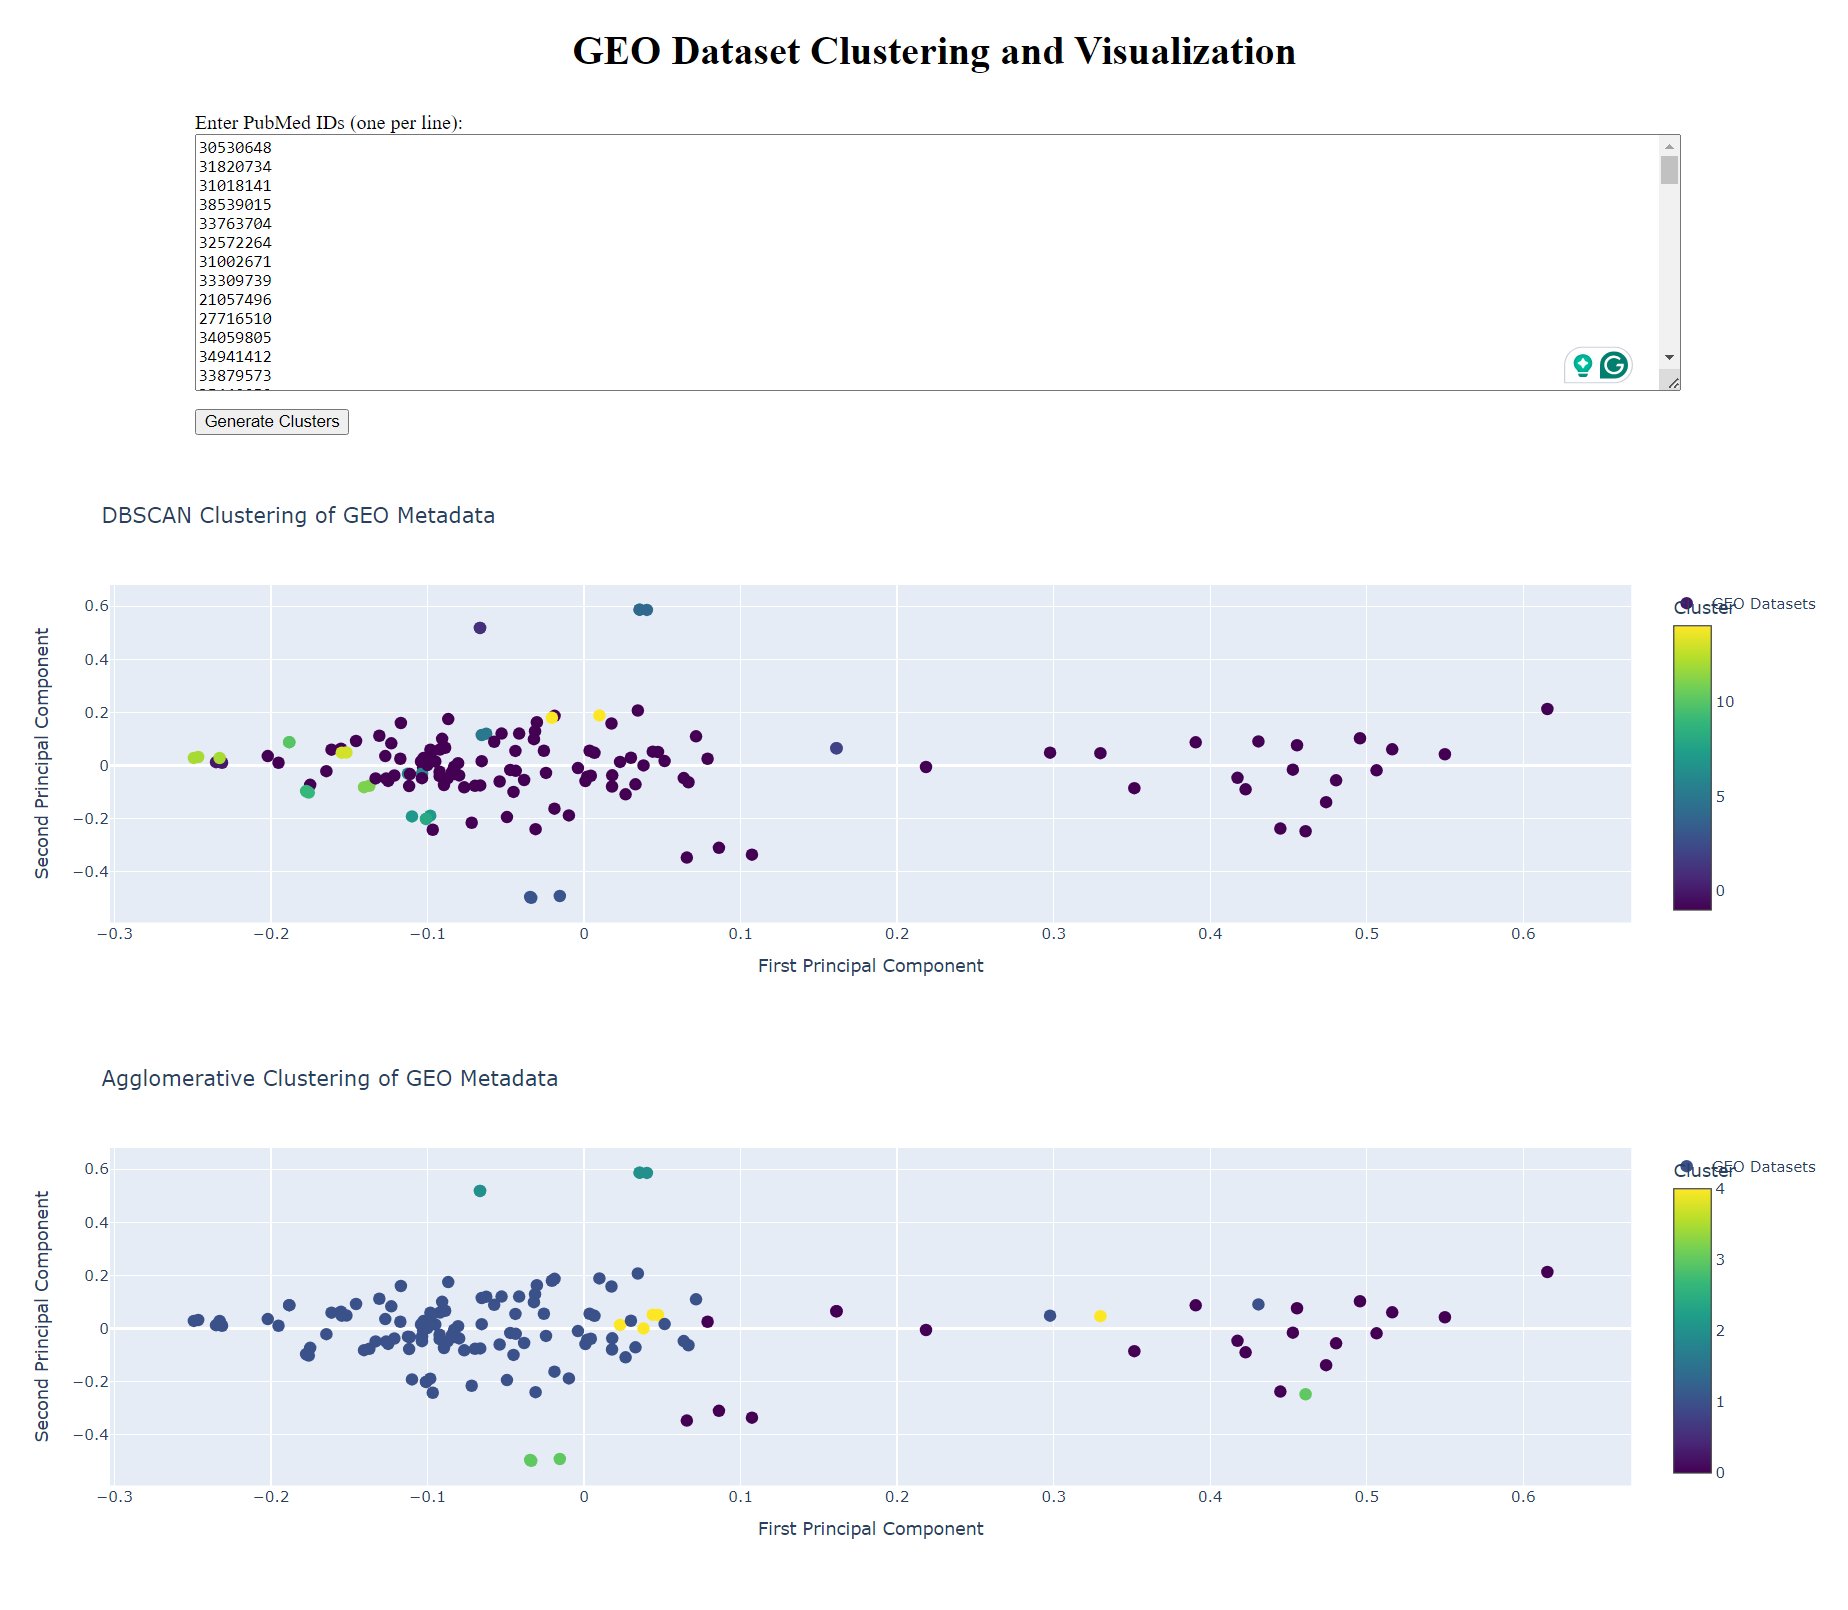 GEO Dataset Clustering and Visualization
Enter PubMed IDs (one per line):
30530648
31820734
31018141
38539015
33763704
32572264
31002671
33309739
21057496
27716510
34059805
34941412
33879573
Generate Clusters
DBSCAN Clustering of GEO Metadata
Second Principal Component
0.6
0.4
0.2
0
−0.2
−0.4
−0.3 −0.2 −0.1 0 0.1 0.2 0.3 0.4 0.5 0.6
First Principal Component
GEO Datasets
Cluster
10
5
0
Agglomerative Clustering of GEO Metadata
Second Principal Component
0.6
0.4
0.2
0
−0.2
−0.4
−0.3 −0.2 −0.1 0 0.1 0.2 0.3 0.4 0.5 0.6
First Principal Component
GEO Datasets
Cluster
4
3
2
1
0